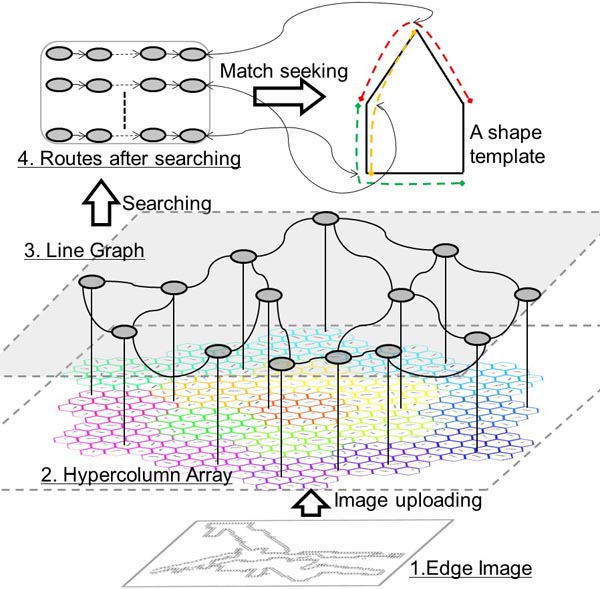 Match seeking
A shape
template
4. Routes after searching
Searching
3. Line Graph
2. Hypercolumn Array
Image uploading
1.Edge Image